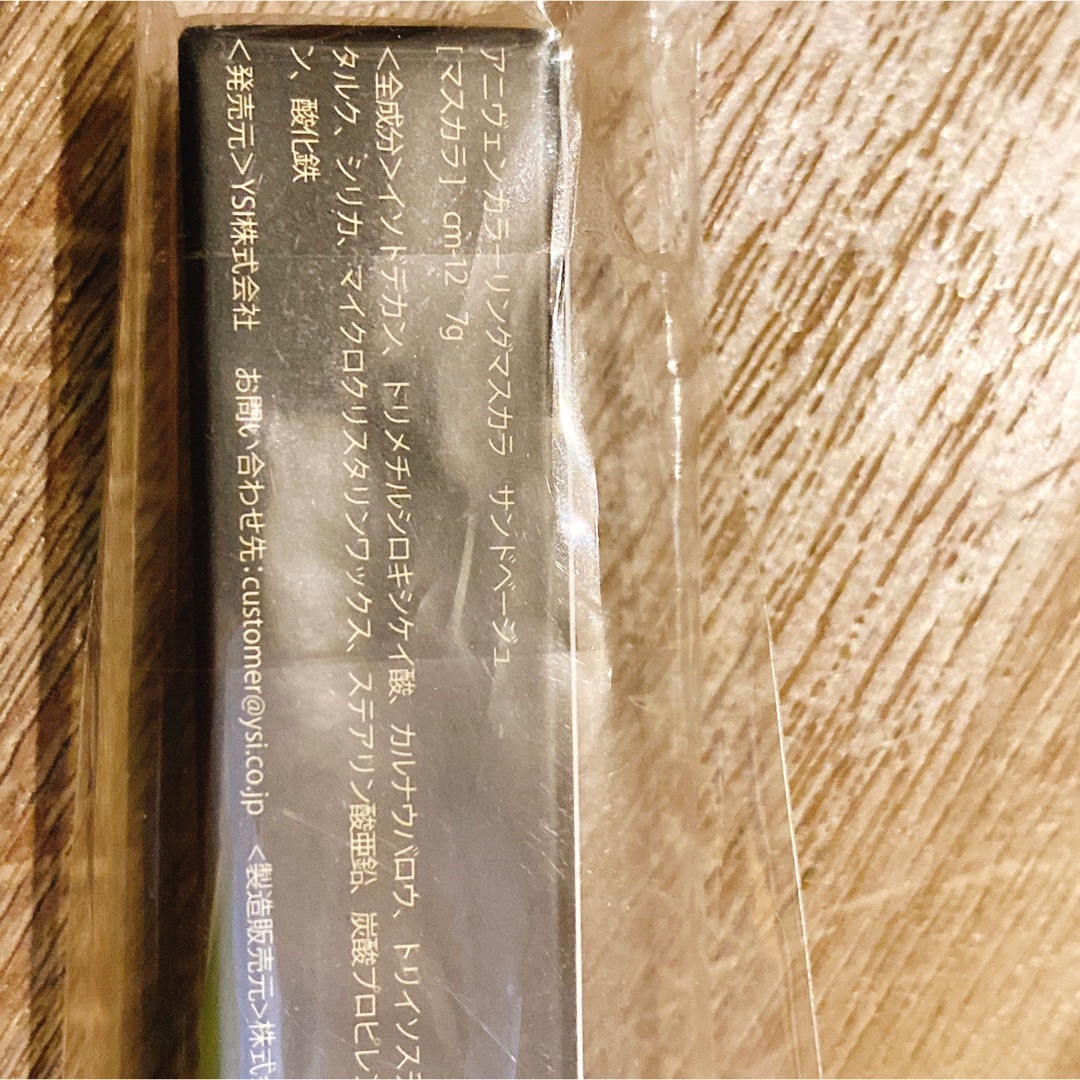 アニヴェン カラーリングマスカラ　サンドベージュ
[マスカラ]　cm-12　7g
<全成分>イソドデカン、トリメチルシロキシケイ酸、カルナウバロウ、トリイソステ
タルク、シリカ、マイクロクリスタリンワックス、ステアリン酸亜鉛、炭酸プロピレン
ン、酸化鉄
<発売元>YSI株式会社　お問い合わせ先:customer@ysi.co.jp　<製造販売元>株式